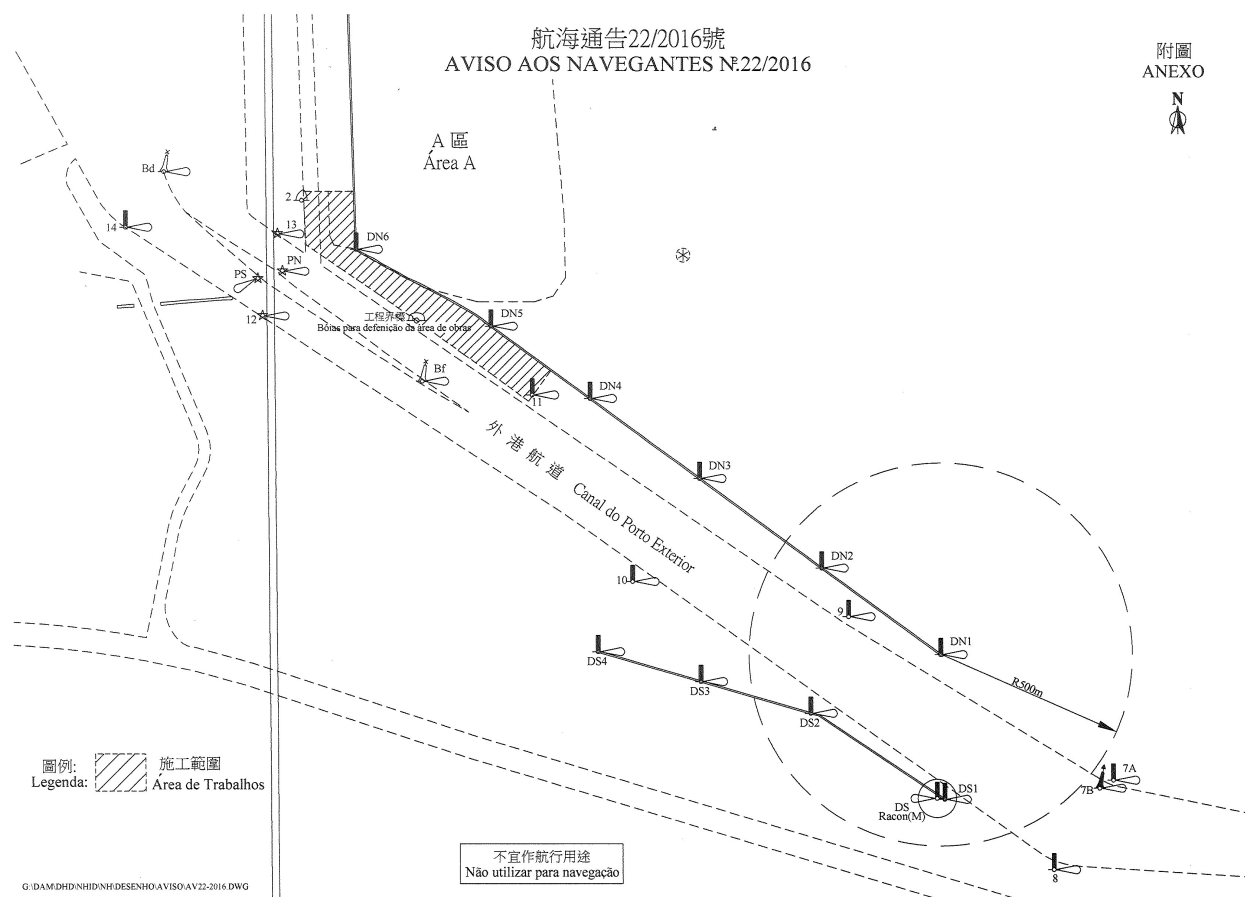 航海通告22/2016號
AVISO AOS NAVEGANTES Nº.22/2016
附圖
ANEXO
N
A 區
Área A
Bd
2
14
13
DN6
PN
PS
12
工程界標
Bóias para defenição da área de obras
DN5
Bf
11
DN4
外港航道 Canal do Porto Exterior
DN3
DN2
10
9
DN1
DS4
DS3
R500m
DS2
7A
7B
DS1
DS
Racon(M)
8
圖例:
Legenda:
施工範圍
Área de Trabalhos
不宜作航行用途
Não utilizar para navegação
G:\DAM\DHD\NHID\NH\DESENHO\AVISO\AV22-2016.DWG